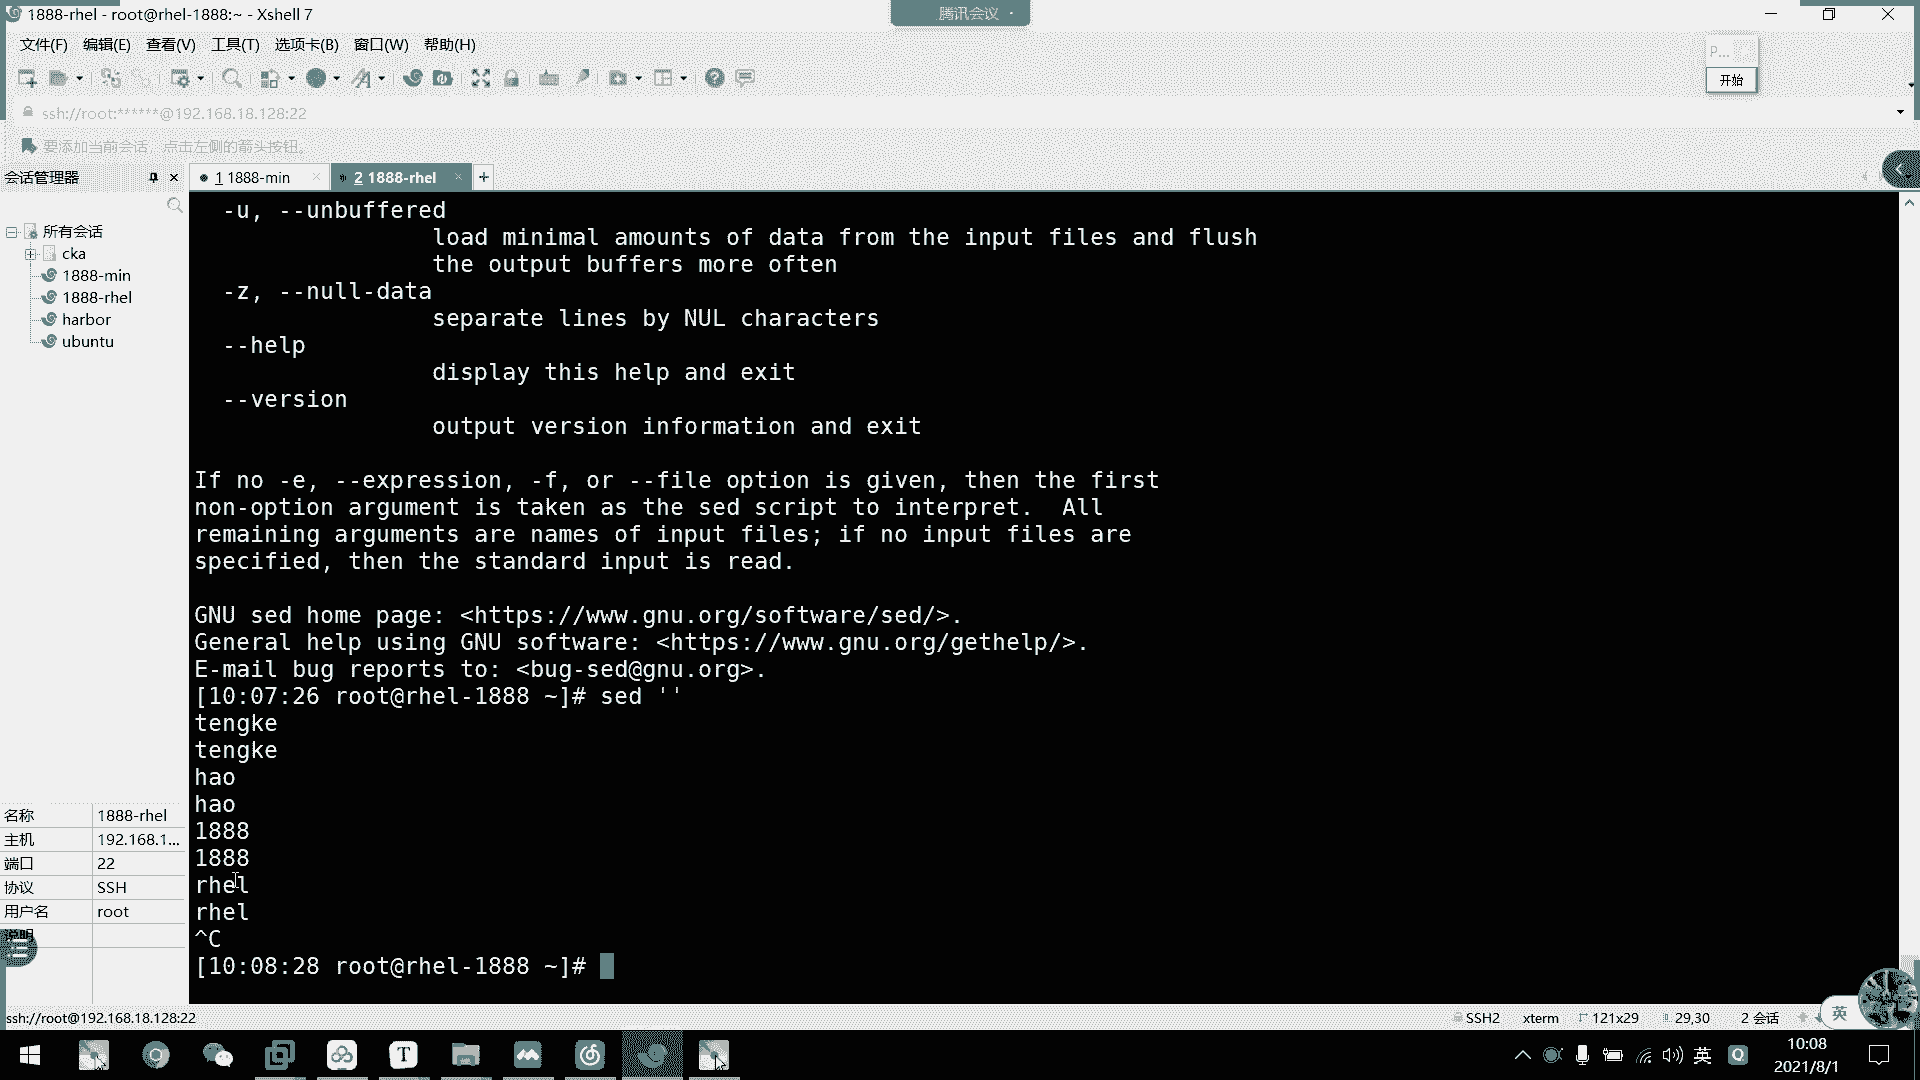 1888-rhel - root@rhel-1888:~ - Xshell 7
腾讯会议
文件(F) 编辑(E) 查看(V) 工具(T) 选项卡(B) 窗口(W) 帮助(H)
P...
开始
ssh://root:******@192.168.18.128:22
要添加当前会话，点击左侧的箭头按钮。
会话管理器
1 1888-min
2 1888-rhel
所有会话
cka
1888-min
1888-rhel
harbor
ubuntu
-u, --unbuffered
load minimal amounts of data from the input files and flush
the output buffers more often
-z, --null-data
separate lines by NUL characters
--help
display this help and exit
--version
output version information and exit
If no -e, --expression, -f, or --file option is given, then the first
non-option argument is taken as the sed script to interpret.  All
remaining arguments are names of input files; if no input files are
specified, then the standard input is read.
GNU sed home page: <https://www.gnu.org/software/sed/>.
General help using GNU software: <https://www.gnu.org/gethelp/>.
E-mail bug reports to: <bug-sed@gnu.org>.
[10:07:26 root@rhel-1888 ~]# sed ''
tengke
tengke
hao
hao
1888
1888
rhel
rhel
^C
[10:08:28 root@rhel-1888 ~]#
名称 1888-rhel
主机 192.168.1...
端口 22
协议 SSH
用户名 root
说明
ssh://root@192.168.18.128:22
SSH2 xterm 121x29 29,30 2 会话
英
英
10:08
2021/8/1